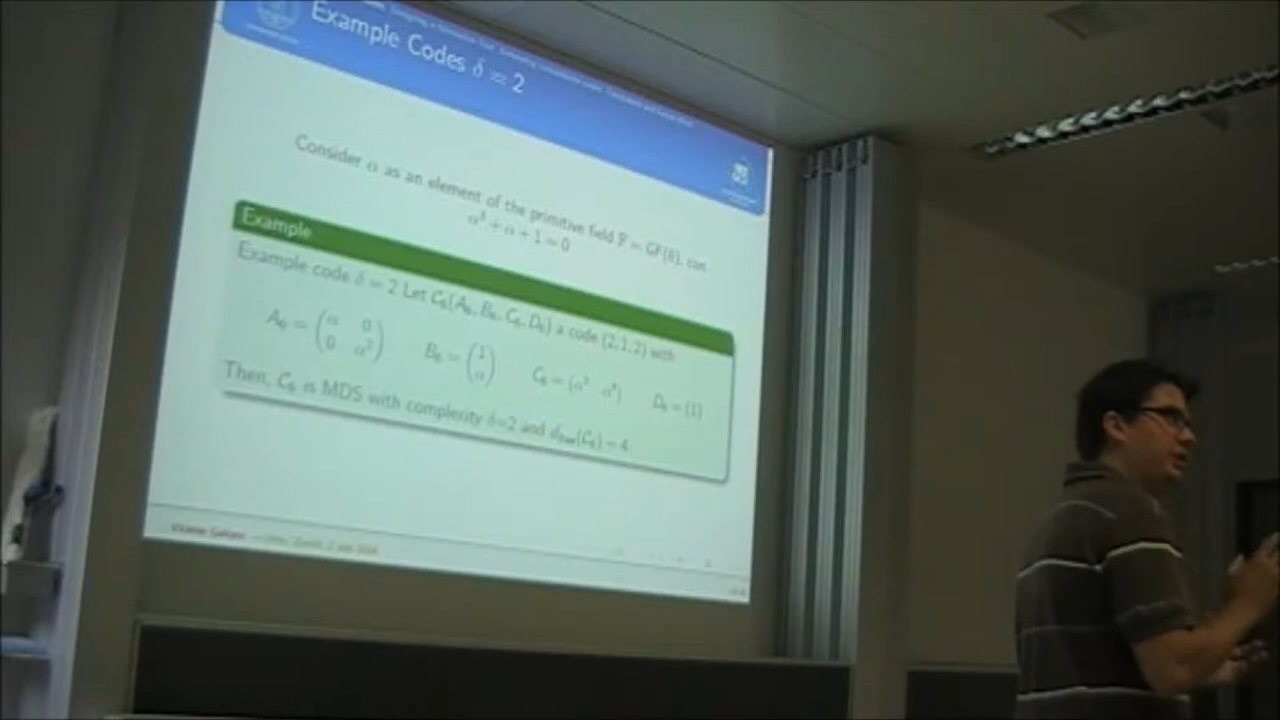 Example Codes δ = 2
Consider α as an element of the primitive field F = GF(8), con
α³ + α + 1 = 0
Example
Example code δ = 2 Let C₆(A₆, B₆, C₆, D₆) a code (2,1,2) with
A₆ = (α 0 0 α²) B₆ = (1 α) C₆ = D₆ = (1)
Then, C₆ is MDS with complexity δ=2 and d_free(C₆) = 4.